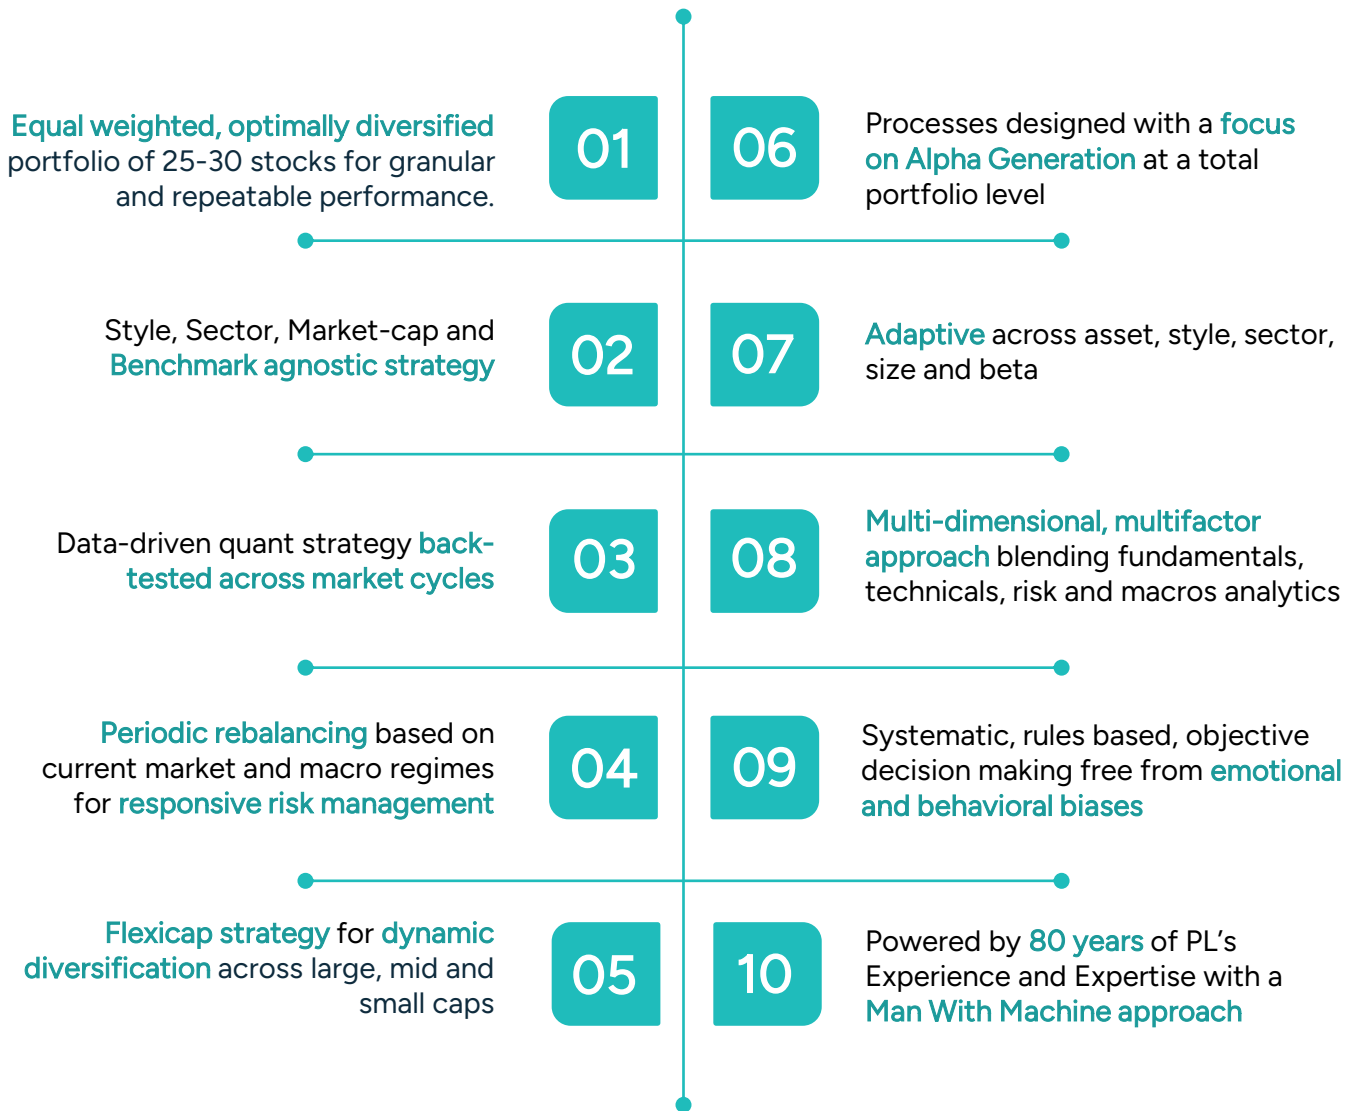 Equal weighted, optimally diversified
portfolio of 25-30 stocks for granular
and repeatable performance.
01
Style, Sector, Market-cap and
Benchmark agnostic strategy
02
Data-driven quant strategy back-
tested across market cycles
03
Periodic rebalancing based on
current market and macro regimes
for responsive risk management
04
Flexicap strategy for dynamic
diversification across large, mid and
small caps
05
06
Processes designed with a focus
on Alpha Generation at a total
portfolio level
07
Adaptive across asset, style, sector,
size and beta
08
Multi-dimensional, multifactor
approach blending fundamentals,
technicals, risk and macros analytics
09
Systematic, rules based, objective
decision making free from emotional
and behavioral biases
10
Powered by 80 years of PL’s
Experience and Expertise with a
Man With Machine approach